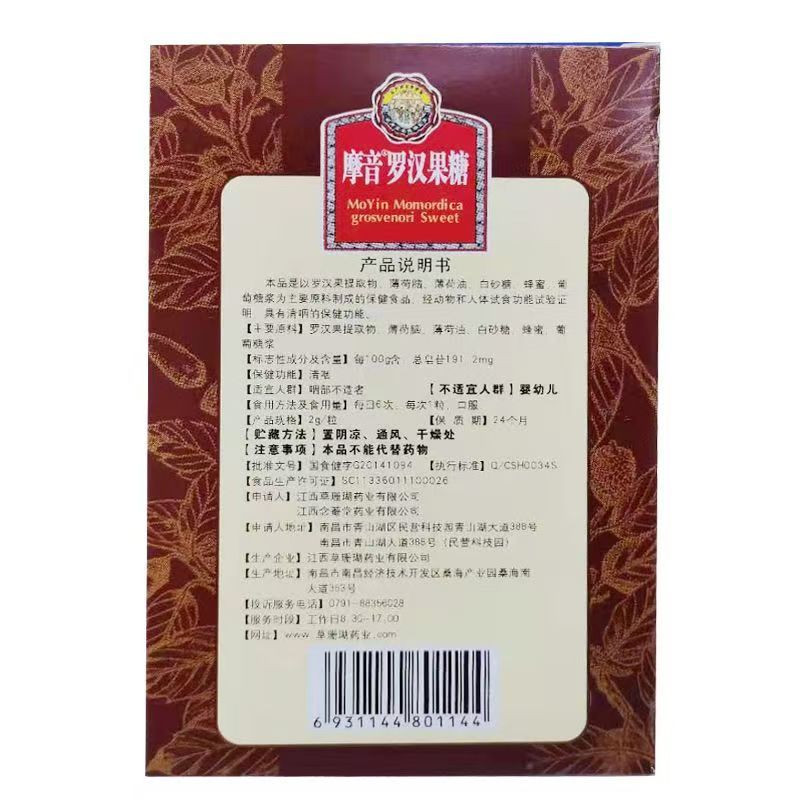 摩音®罗汉果糖
MoYin Momordica
grosvenori Sweet
产品说明书
本品是以罗汉果提取物、薄荷脑、薄荷油、白砂糖、蜂蜜、葡
萄糖浆为主要原料制成的保健食品，经动物和人体试食功能试验证
明，具有清咽的保健功能。
【主要原料】罗汉果提取物、薄荷脑、薄荷油、白砂糖、蜂蜜、葡
萄糖浆
【标志性成分及含量】每100g含：总皂苷191.2mg
【保健功能】清咽
【适宜人群】咽部不适者 【不适宜人群】婴幼儿
【食用方法及食用量】每日6次，每次1粒，口服
【产品规格】2g/粒 【保 质 期】24个月
【贮藏方法】置阴凉、通风、干燥处
【注意事项】本品不能代替药物
【批准文号】国食健字G20141094 【执行标准】Q/CSH0034S
【食品生产许可证】SC11336011100026
【申请人】江西草珊瑚药业有限公司
江西念菴堂药业有限公司
【申请人地址】南昌市青山湖区民营科技园青山湖大道388号
南昌市青山湖大道388号（民营科技园）
【生产企业】江西草珊瑚药业有限公司
【生产地址】南昌市南昌经济技术开发区桑海产业园桑海南
大道363号
【投诉服务电话】0791-88356028
【服务时段】工作日8.30-17.00
【网址】www.草珊瑚药业.com
6 931144 801144